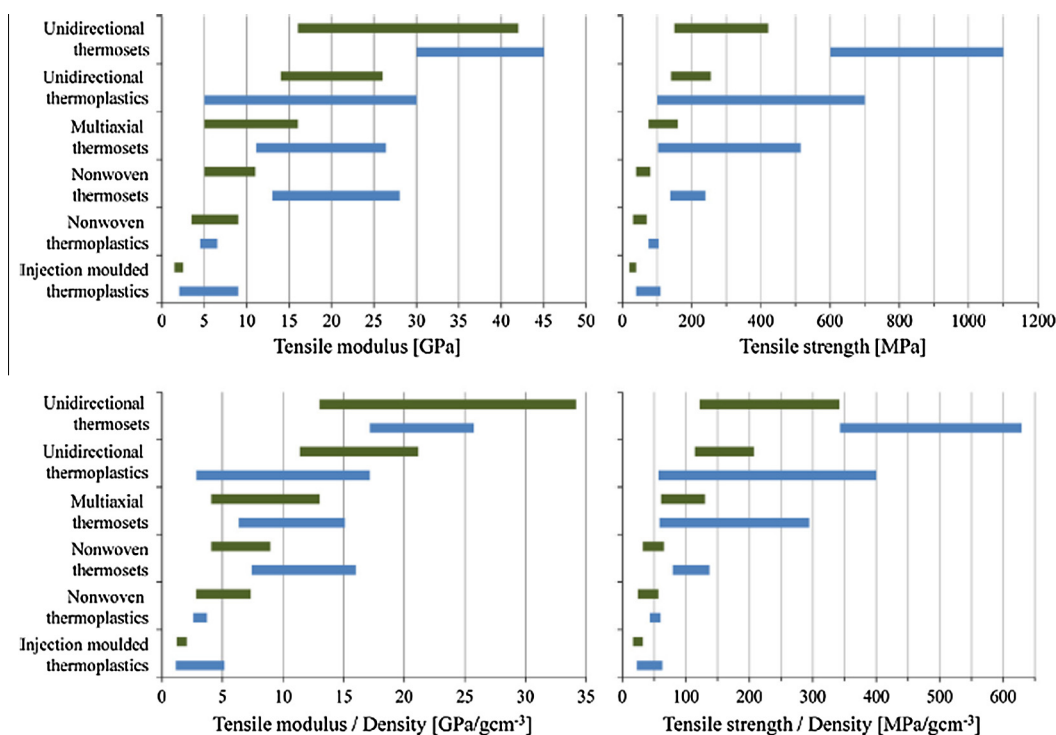 Unidirectional
thermosets
Unidirectional
thermoplastics
Multiaxial
thermosets
Nonwoven
thermosets
Nonwoven
thermoplastics
Injection moulded
thermoplastics
0 5 10 15 20 25 30 35 40 45 50
Tensile modulus [GPa]
0 200 400 600 800 1000 1200
Tensile strength [MPa]
Unidirectional
thermosets
Unidirectional
thermoplastics
Multiaxial
thermosets
Nonwoven
thermosets
Nonwoven
thermoplastics
Injection moulded
thermoplastics
0 5 10 15 20 25 30 35
Tensile modulus / Density [GPa/gcm⁻³]
0 100 200 300 400 500 600
Tensile strength / Density [MPa/gcm⁻³]